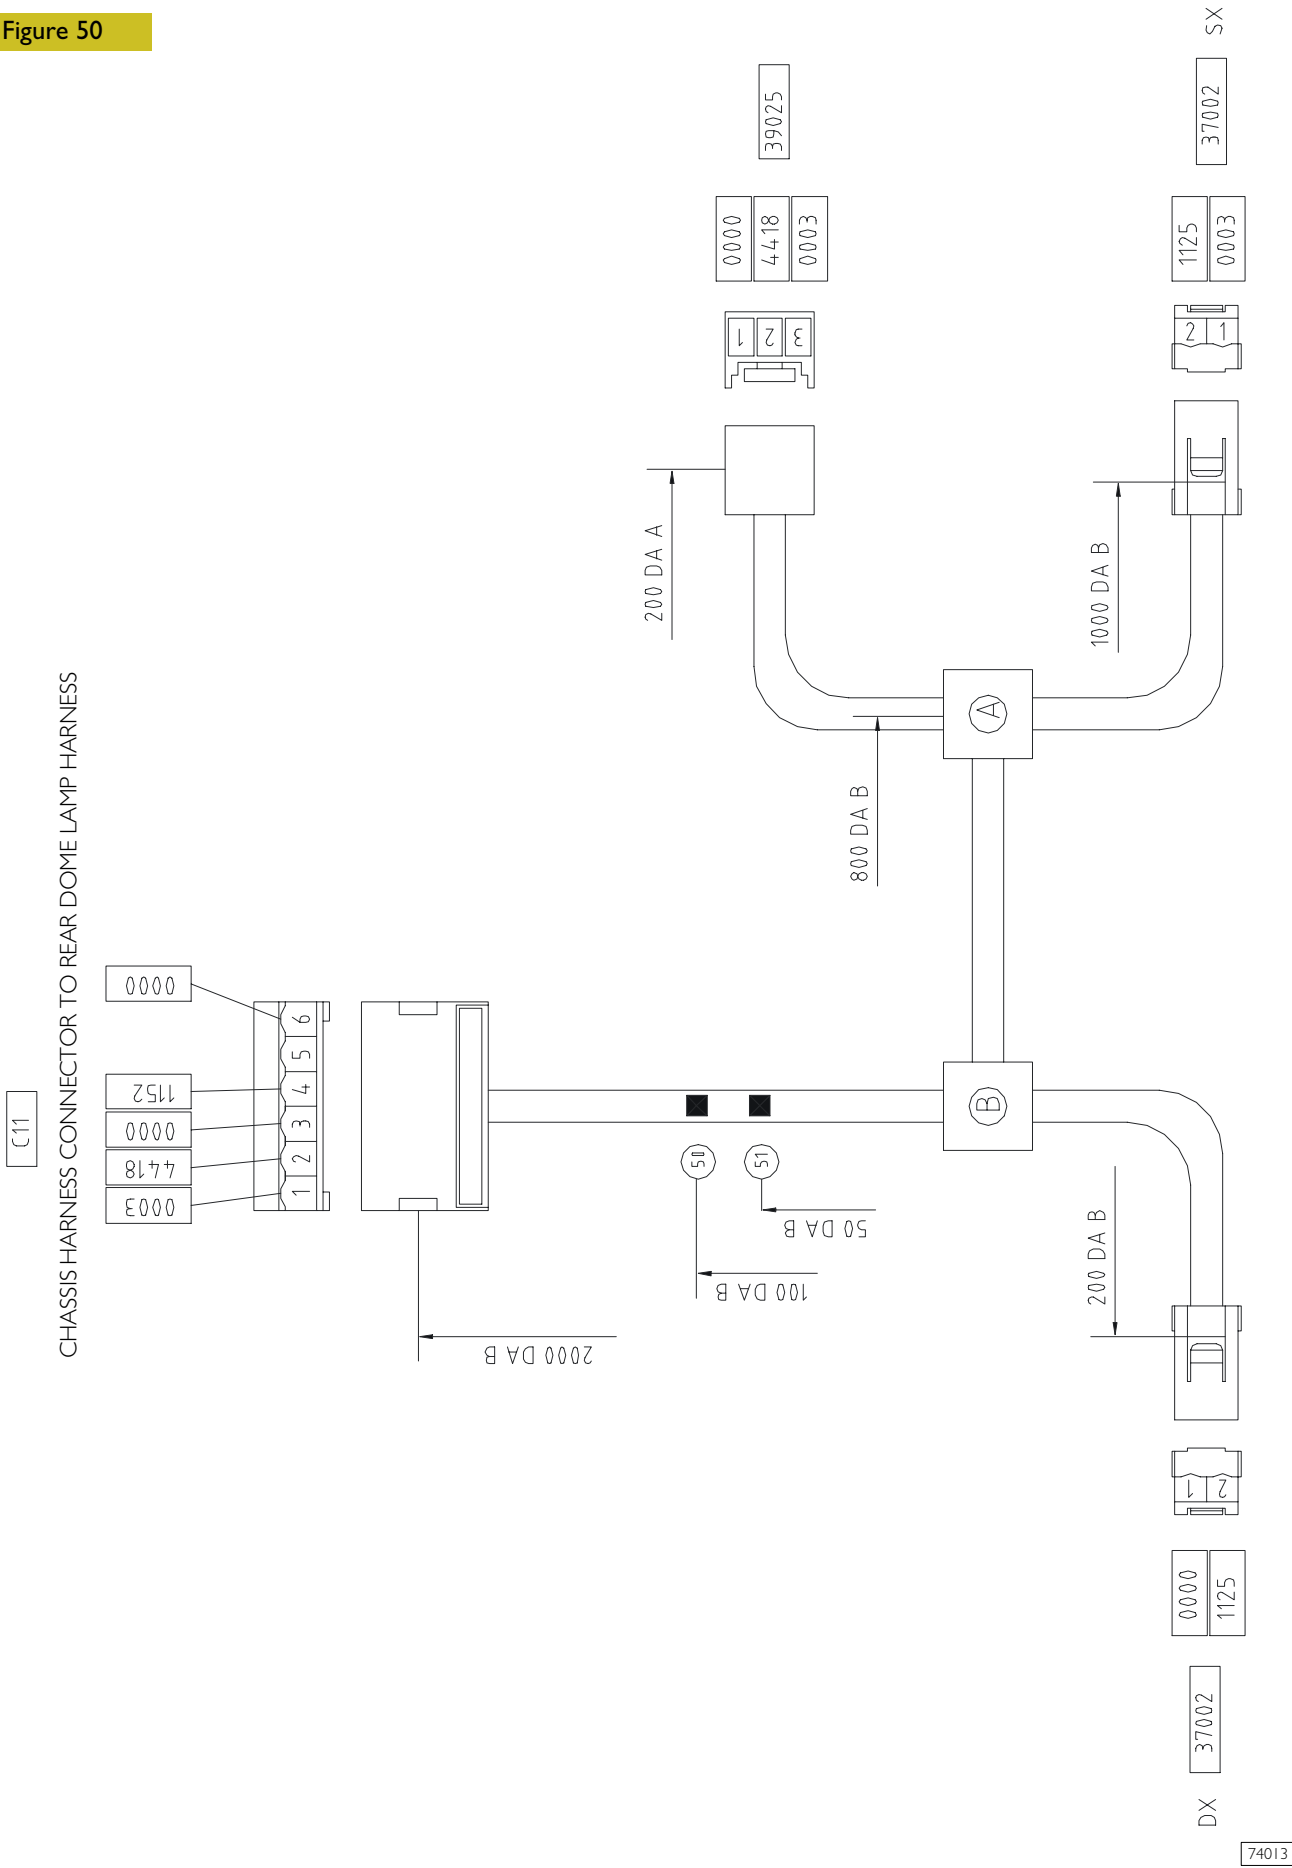 Figure 50
SX
37002
39025
0000
4418
0003
1125
0003
1
2
3
2
1
200 DA A
1000 DA B
A
800 DA B
C11
CHASSIS HARNESS CONNECTOR TO REAR DOME LAMP HARNESS
0000
1152
0000
4418
0003
6
5
4
3
2
1
B
50
51
50 DA B
100 DA B
2000 DA B
200 DA B
1
2
0000
1125
37002
DX
74013